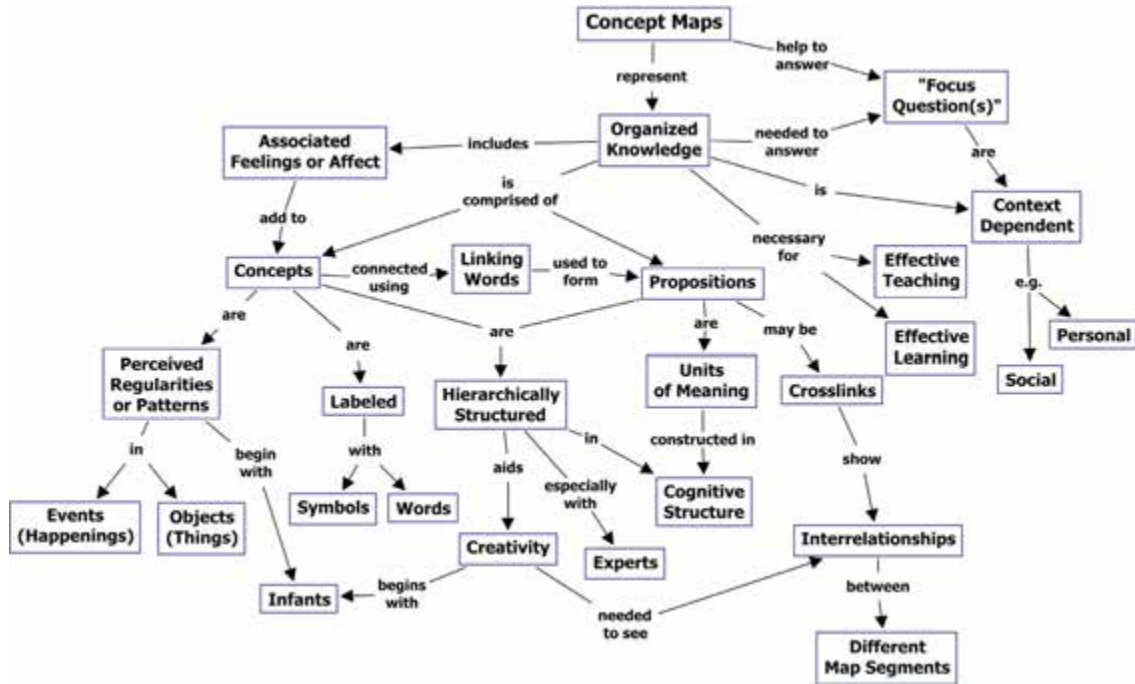 Concept Maps
help to
answer
represent
"Focus
Question(s)"
Organized
Knowledge
needed to
answer
includes
Associated
Feelings or Affect
are
is
is
comprised of
Context
Dependent
add to
necessary
for
Linking
Words
Concepts
connected
using
used to
form
Propositions
Effective
Teaching
e.g.
are
are
are
are
may be
Personal
Effective
Learning
Perceived
Regularities
or Patterns
Labeled
Hierarchically
Structured
Units
of Meaning
Crosslinks
Social
in
begin
with
with
aids
in
constructed in
show
especially
with
Events
(Happenings)
Objects
(Things)
Symbols
Words
Cognitive
Structure
Creativity
Experts
Interrelationships
Infants
begins
with
needed
to see
between
Different
Map Segments